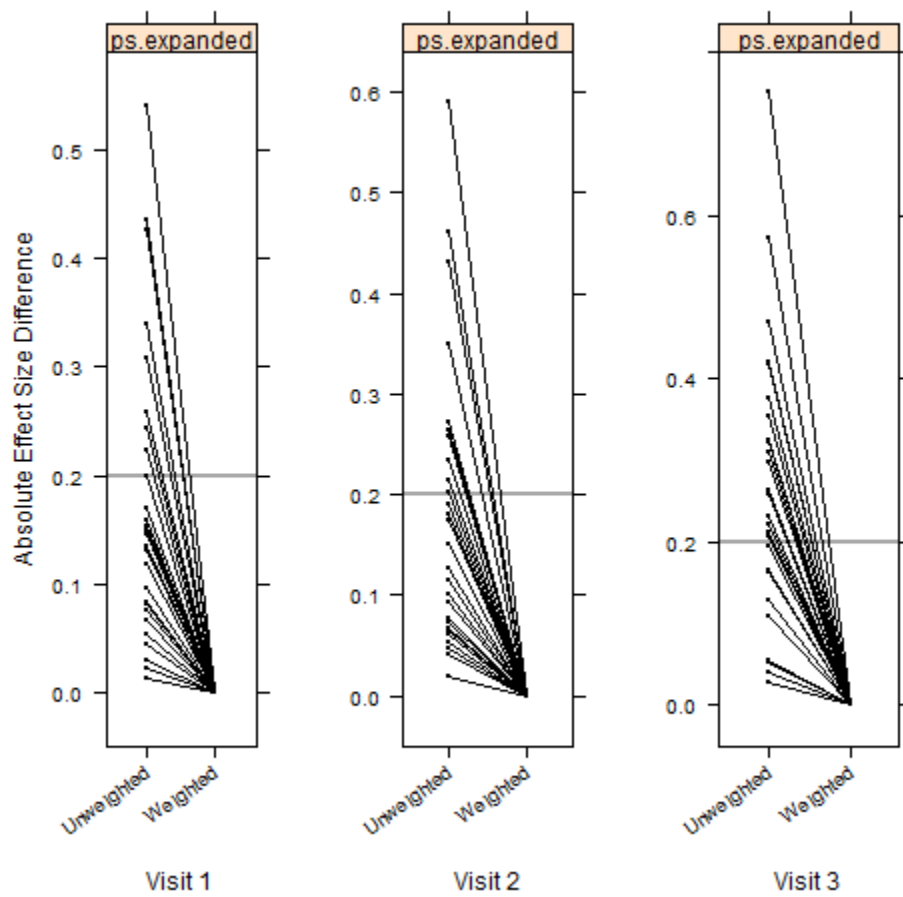 ps.expanded
ps.expanded
ps.expanded
Absolute Effect Size Difference
0.5
0.4
0.3
0.2
0.1
0.0
0.6
0.5
0.4
0.3
0.2
0.1
0.0
0.6
0.4
0.2
0.0
Unweighted
Weighted
Unweighted
Weighted
Unweighted
Weighted
Visit 1
Visit 2
Visit 3